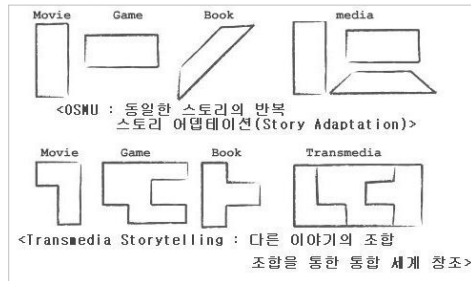 Movie Game Book media
<OSMU : 동일한 스토리의 반복
스토리 어뎁테이션(Story Adaptation)>
Movie Game Book Transmedia
<Transmedia Storytelling : 다른 이야기의 조합
조합을 통한 통합 세계 창조>